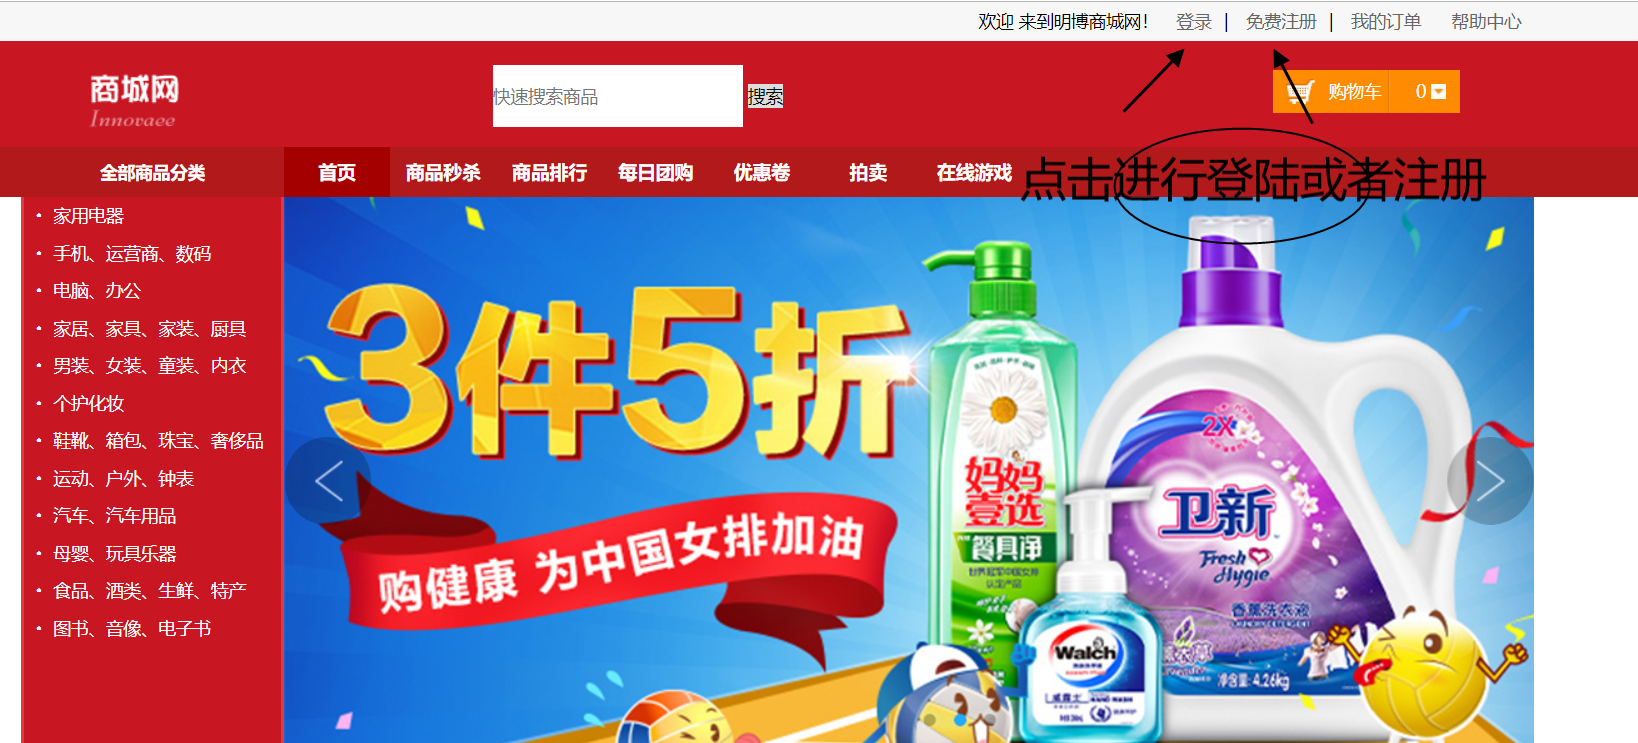 欢迎 来到明博商城网！ 登录 | 免费注册 | 我的订单 帮助中心
商城网
Innovaee
快速搜索商品 搜索
购物车 0
全部商品分类 首页 商品秒杀 商品排行 每日团购 优惠卷 拍卖 在线游戏
点击进行登陆或者注册
• 家用电器
• 手机、运营商、数码
• 电脑、办公
• 家居、家具、家装、厨具
• 男装、女装、童装、内衣
• 个护化妆
• 鞋靴、箱包、珠宝、奢侈品
• 运动、户外、钟表
• 汽车、汽车用品
• 母婴、玩具乐器
• 食品、酒类、生鲜、特产
• 图书、音像、电子书
3件5折
购健康 为中国女排加油
妈妈
壹选
餐具净
2X
卫新
Fresh
Hygie
香薰洗衣液
LAUNDRY DETERGENT
净含量:4.26kg
Walch
威露士
HAND WASH